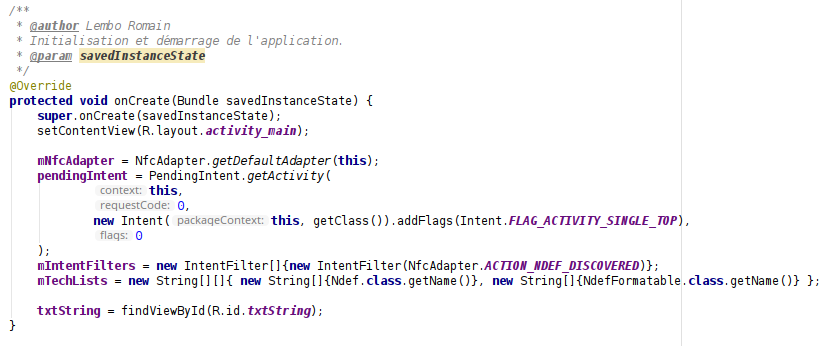 /**
 * @author Lembo Romain
 * Initialisation et démarrage de l'application.
 * @param savedInstanceState
 */
@Override
protected void onCreate(Bundle savedInstanceState) {
    super.onCreate(savedInstanceState);
    setContentView(R.layout.activity_main);

    mNfcAdapter = NfcAdapter.getDefaultAdapter(this);
    pendingIntent = PendingIntent.getActivity(
            context: this,
            requestCode: 0,
            new Intent( packageContext: this, getClass()).addFlags(Intent.FLAG_ACTIVITY_SINGLE_TOP),
            flags: 0
    );
    mIntentFilters = new IntentFilter[]{new IntentFilter(NfcAdapter.ACTION_NDEF_DISCOVERED)};
    mTechLists = new String[][]{ new String[]{Ndef.class.getName()}, new String[]{NdefFormatable.class.getName()} };

    txtString = findViewById(R.id.txtString);
}